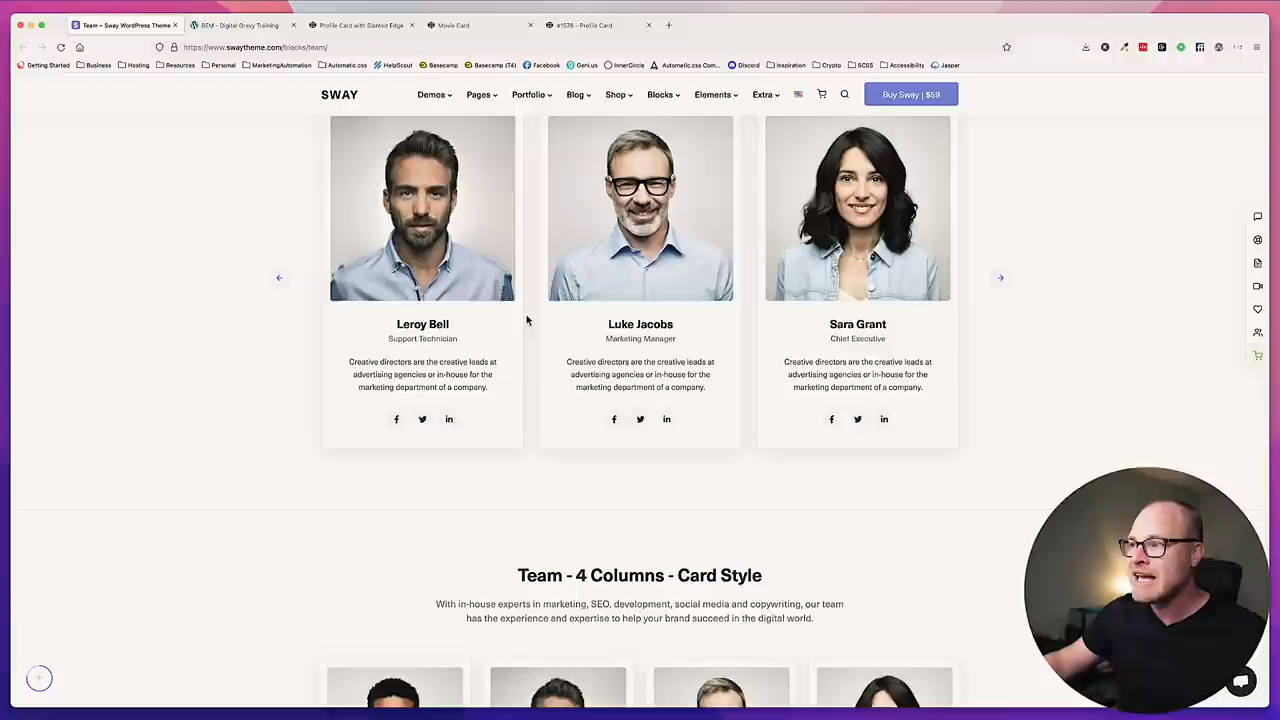 Team – Sway WordPress Theme
BEM - Digital Gravy Training
Profile Card with Slanted Edge
Movie Card
#1578 - Profile Card
https://www.swaytheme.com/blocks/team/
Getting Started
Business
Hosting
Resources
Personal
MarketingAutomation
Automatic.css
HelpScout
Basecamp
Basecamp (T4)
Facebook
Geni.us
InnerCircle
Automatic.css Com...
Discord
Inspiration
Crypto
SCSS
Accessibility
Jasper
SWAY
Demos
Pages
Portfolio
Blog
Shop
Blocks
Elements
Extra
Buy Sway | $59
Leroy Bell
Support Technician
Creative directors are the creative leads at
advertising agencies or in-house for the
marketing department of a company.
Luke Jacobs
Marketing Manager
Creative directors are the creative leads at
advertising agencies or in-house for the
marketing department of a company.
Sara Grant
Chief Executive
Creative directors are the creative leads at
advertising agencies or in-house for the
marketing department of a company.
Team - 4 Columns - Card Style
With in-house experts in marketing, SEO, development, social media and copywriting, our team
has the experience and expertise to help your brand succeed in the digital world.